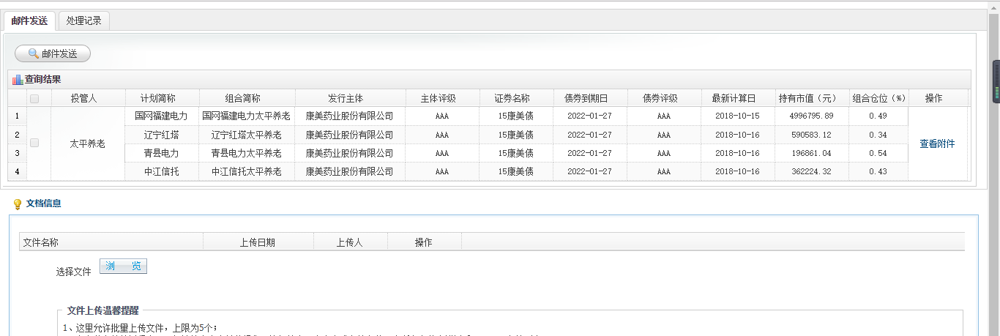 邮件发送 处理记录
邮件发送
查询结果
投管人 计划简称 组合简称 发行主体 主体评级 证券名称 债券到期日 债券评级 最新计算日 持有市值（元） 组合仓位（%） 操作
1 国网福建电力 国网福建电力太平养老 康美药业股份有限公司 AAA 15康美债 2022-01-27 AAA 2018-10-15 4996795.89 0.49
2 辽宁红塔 辽宁红塔太平养老 康美药业股份有限公司 AAA 15康美债 2022-01-27 AAA 2018-10-16 590583.12 0.34
太平养老 查看附件
3 青县电力 青县电力太平养老 康美药业股份有限公司 AAA 15康美债 2022-01-27 AAA 2018-10-16 196861.04 0.54
4 中江信托 中江信托太平养老 康美药业股份有限公司 AAA 15康美债 2022-01-27 AAA 2018-10-16 362224.32 0.43
文档信息
文件名称 上传日期 上传人 操作
选择文件 浏 览
文件上传温馨提醒
1、这里允许批量上传文件，上限为5个；